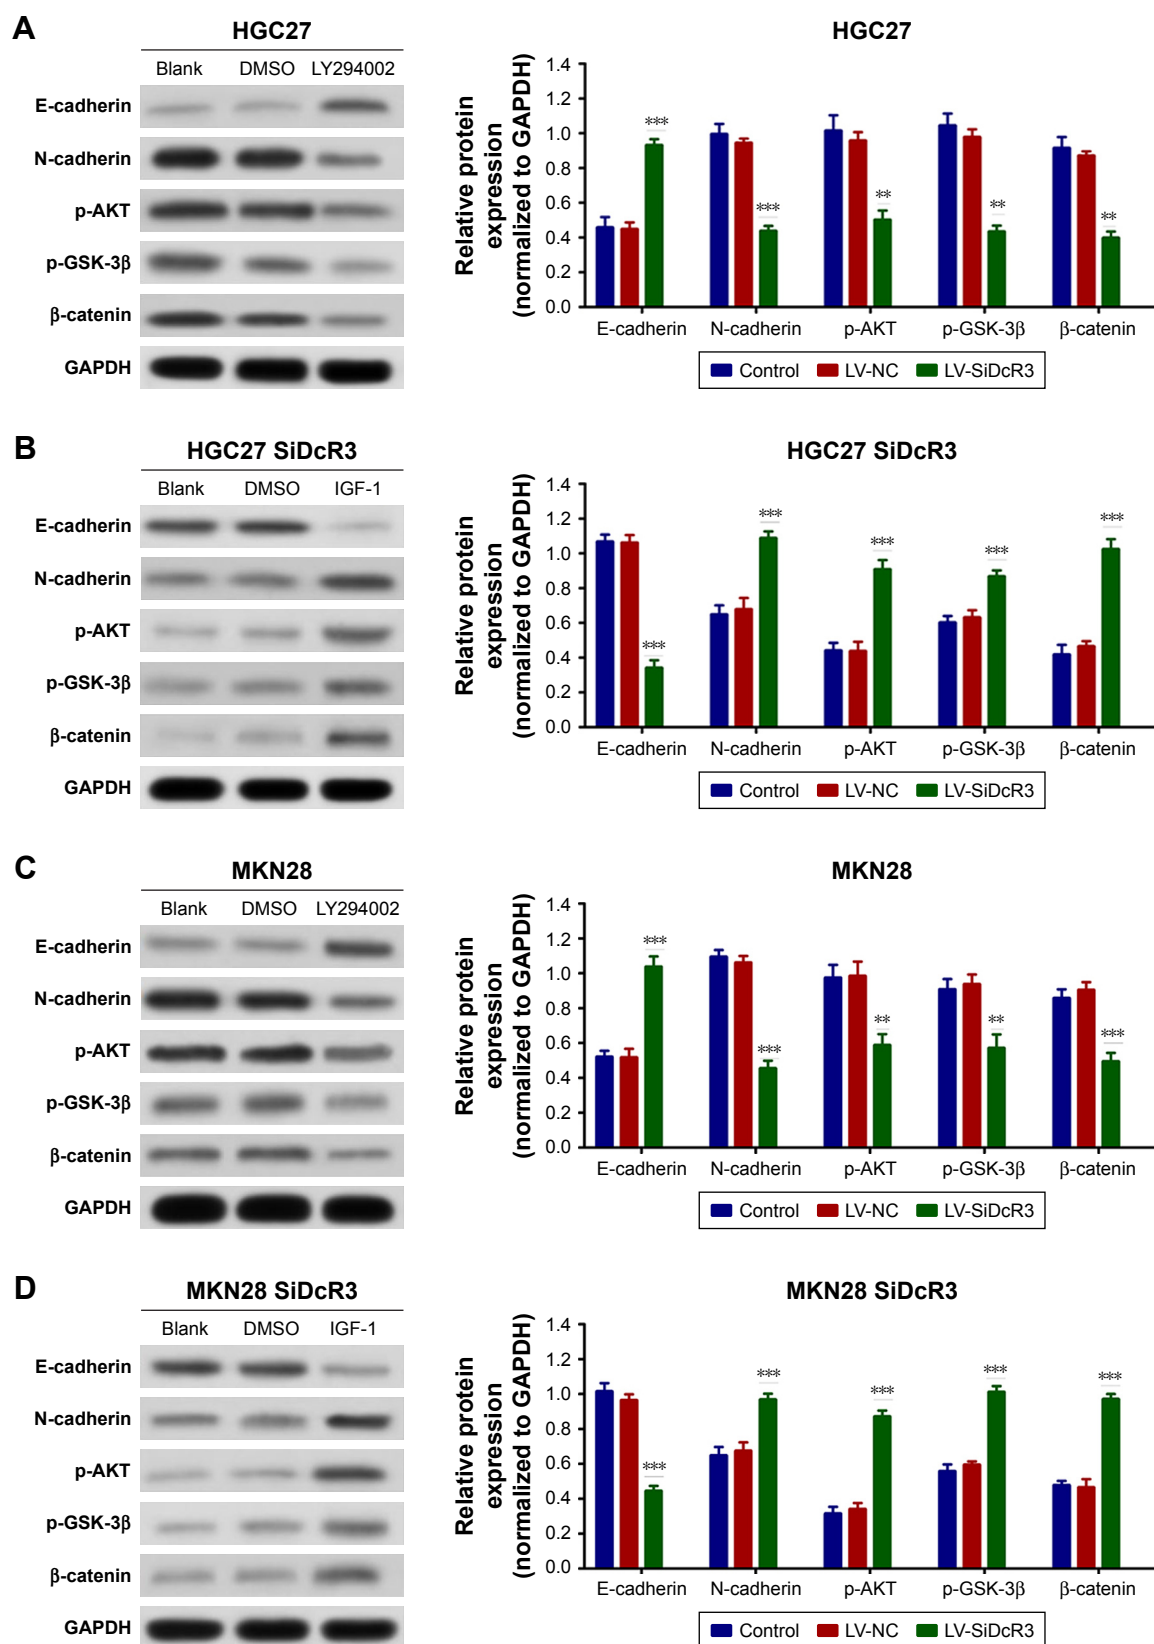 A
HGC27
Blank DMSO LY294002
E-cadherin
N-cadherin
p-AKT
p-GSK-3β
β-catenin
GAPDH
HGC27
Relative protein
expression
(normalized to GAPDH)
1.4
1.2
1.0
0.8
0.6
0.4
0.2
0.0
*** *** ** ** **
E-cadherin N-cadherin p-AKT p-GSK-3β β-catenin
Control LV-NC LV-SiDcR3
B
HGC27 SiDcR3
Blank DMSO IGF-1
E-cadherin
N-cadherin
p-AKT
p-GSK-3β
β-catenin
GAPDH
HGC27 SiDcR3
Relative protein
expression
(normalized to GAPDH)
1.4
1.2
1.0
0.8
0.6
0.4
0.2
0.0
*** *** *** *** ***
E-cadherin N-cadherin p-AKT p-GSK-3β β-catenin
Control LV-NC LV-SiDcR3
C
MKN28
Blank DMSO LY294002
E-cadherin
N-cadherin
p-AKT
p-GSK-3β
β-catenin
GAPDH
MKN28
Relative protein
expression
(normalized to GAPDH)
1.4
1.2
1.0
0.8
0.6
0.4
0.2
0.0
*** *** ** ** ***
E-cadherin N-cadherin p-AKT p-GSK-3β β-catenin
Control LV-NC LV-SiDcR3
D
MKN28 SiDcR3
Blank DMSO IGF-1
E-cadherin
N-cadherin
p-AKT
p-GSK-3β
β-catenin
GAPDH
MKN28 SiDcR3
Relative protein
expression
(normalized to GAPDH)
1.4
1.2
1.0
0.8
0.6
0.4
0.2
0.0
*** *** *** *** ***
E-cadherin N-cadherin p-AKT p-GSK-3β β-catenin
Control LV-NC LV-SiDcR3